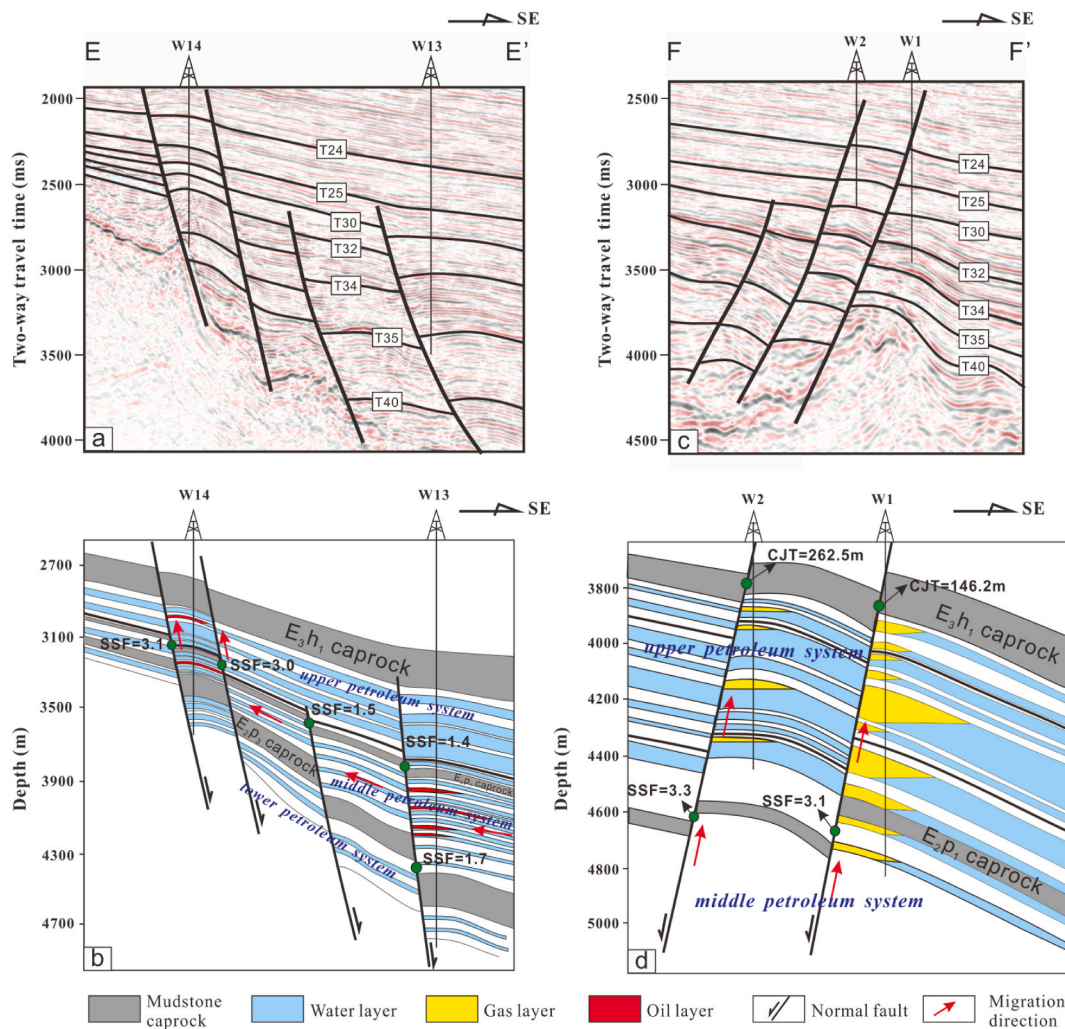 SE
E
W14
W13
E'
2000
2500
3000
3500
4000
Two-way travel time (ms)
T24
T25
T30
T32
T34
T35
T40
a
SE
F
W2
W1
F'
2500
3000
3500
4000
4500
Two-way travel time (ms)
T24
T25
T30
T32
T34
T35
T40
c
W14
W13
SE
2700
3100
3500
3900
4300
4700
Depth (m)
E₃h₁ caprock
SSF=3.1
SSF=3.0
upper petroleum system
SSF=1.5
SSF=1.4
E₂p₃ caprock
E₂p₁ caprock
middle petroleum system
lower petroleum system
SSF=1.7
b
W2
W1
SE
3800
4000
4200
4400
4600
4800
5000
Depth (m)
CJT=262.5m
CJT=146.2m
E₃h₁ caprock
upper petroleum system
SSF=3.3
SSF=3.1
E₂p₁ caprock
middle petroleum system
d
Mudstone caprock
Water layer
Gas layer
Oil layer
Normal fault
Migration direction